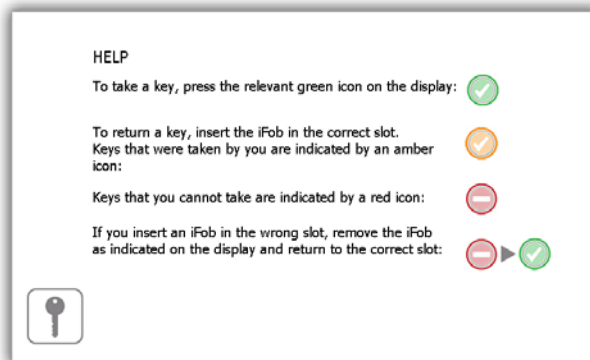 HELP
To take a key, press the relevant green icon on the display:
To return a key, insert the iFob in the correct slot.
Keys that were taken by you are indicated by an amber
icon:
Keys that you cannot take are indicated by a red icon:
If you insert an iFob in the wrong slot, remove the iFob
as indicated on the display and return to the correct slot: